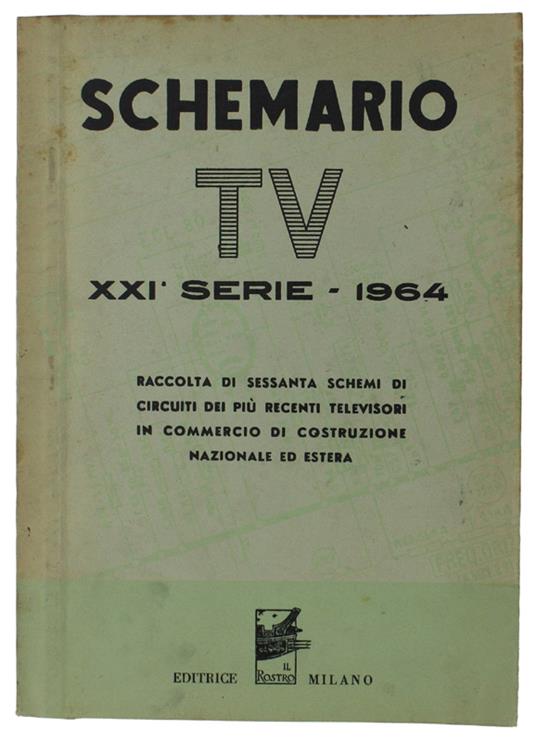 SCHEMARIO
TV
XXIª SERIE - 1964
RACCOLTA DI SESSANTA SCHEMI DI
CIRCUITI DEI PIÙ RECENTI TELEVISORI
IN COMMERCIO DI COSTRUZIONE
NAZIONALE ED ESTERA
EDITRICE IL ROSTRO MILANO